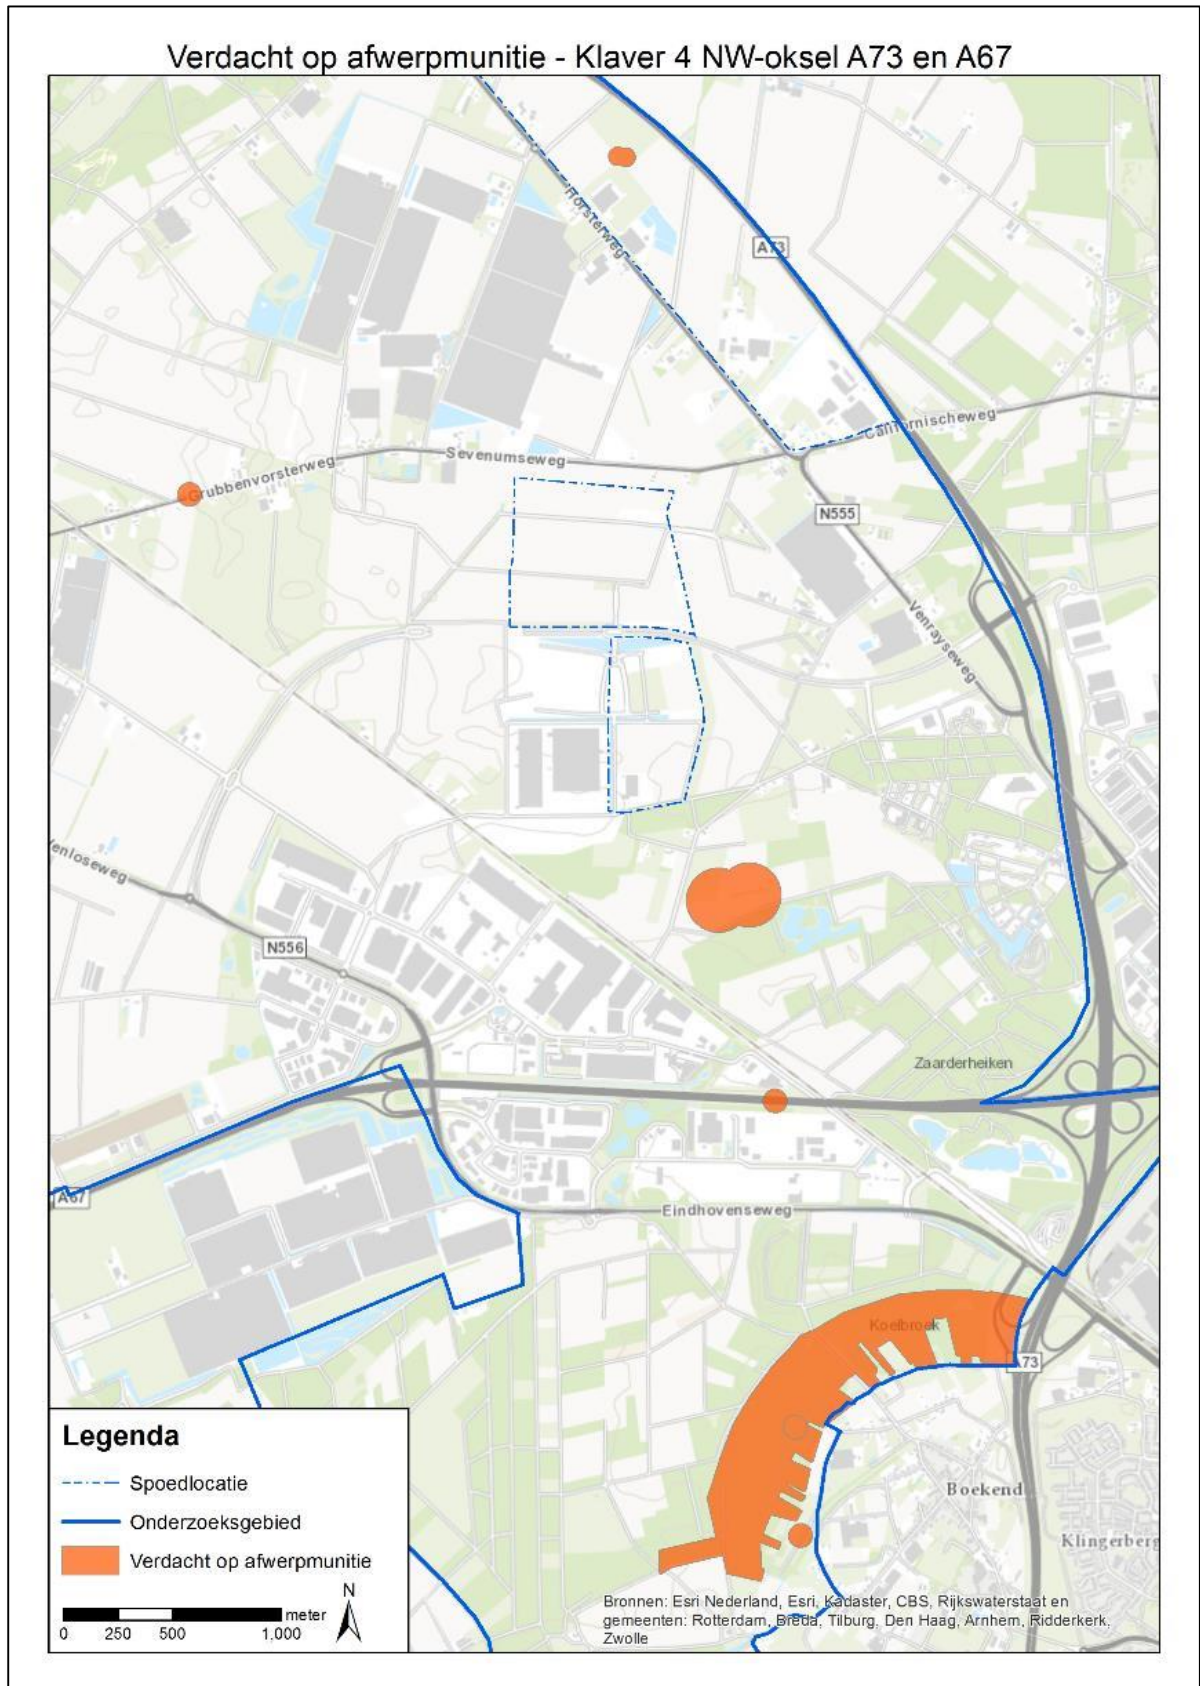 Verdacht op afwerpmunitie - Klaver 4 NW-oksel A73 en A67
Horsterweg
A73
Californischeweg
Sevenumseweg
Grubbenvorsterweg
N555
Venrayseweg
Venloseweg
N556
Zaarderheiken
A67
Eindhovenseweg
Koelbroek
A73
Boekend
Klingerberg
Legenda
Spoedlocatie
Onderzoeksgebied
Verdacht op afwerpmunitie
N
meter
0 250 500 1,000
Bronnen: Esri Nederland, Esri, Kadaster, CBS, Rijkswaterstaat en
gemeenten: Rotterdam, Breda, Tilburg, Den Haag, Arnhem, Ridderkerk,
Zwolle